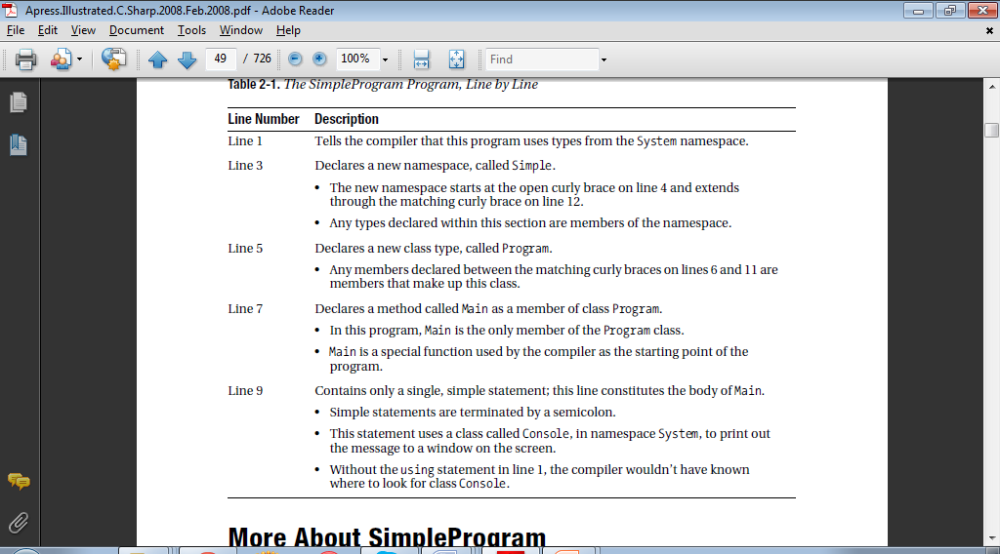 Apress.Illustrated.C.Sharp.2008.Feb.2008.pdf - Adobe Reader
File Edit View Document Tools Window Help
49 / 726 100% Find
Table 2-1. The SimpleProgram Program, Line by Line
Line Number Description
Line 1 Tells the compiler that this program uses types from the System namespace.
Line 3 Declares a new namespace, called Simple.
• The new namespace starts at the open curly brace on line 4 and extends
through the matching curly brace on line 12.
• Any types declared within this section are members of the namespace.
Line 5 Declares a new class type, called Program.
• Any members declared between the matching curly braces on lines 6 and 11 are
members that make up this class.
Line 7 Declares a method called Main as a member of class Program.
• In this program, Main is the only member of the Program class.
• Main is a special function used by the compiler as the starting point of the
program.
Line 9 Contains only a single, simple statement; this line constitutes the body of Main.
• Simple statements are terminated by a semicolon.
• This statement uses a class called Console, in namespace System, to print out
the message to a window on the screen.
• Without the using statement in line 1, the compiler wouldn't have known
where to look for class Console.
More About SimpleProgram